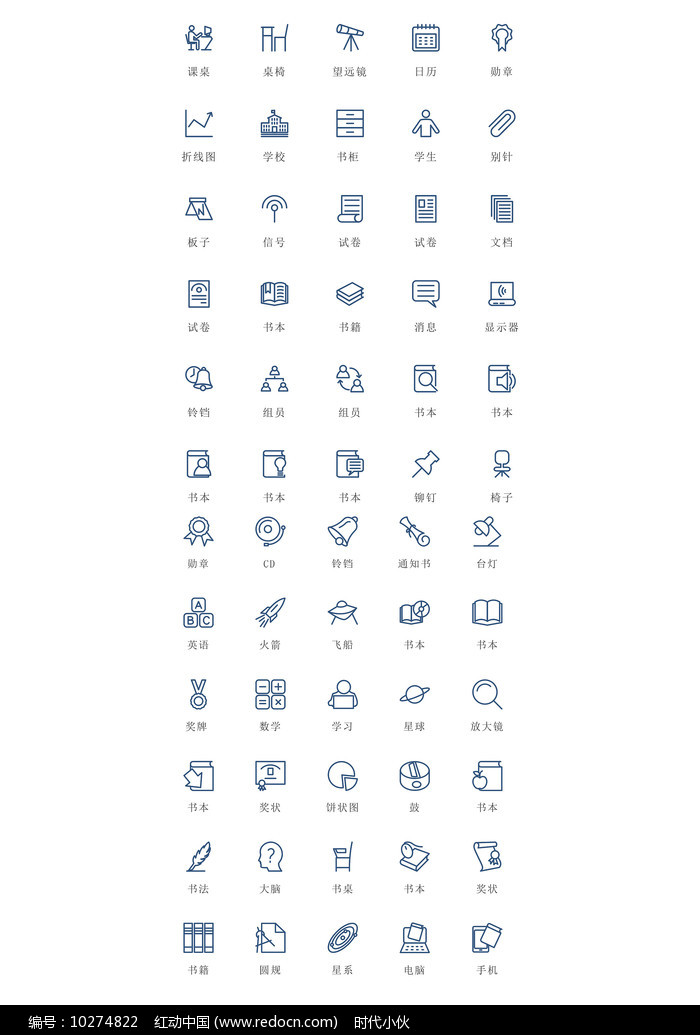 课桌 桌椅 望远镜 日历 勋章
折线图 学校 书柜 学生 别针
板子 信号 试卷 试卷 文档
试卷 书本 书籍 消息 显示器
铃铛 组员 组员 书本 书本
书本 书本 书本 铆钉 椅子
勋章 CD 铃铛 通知书 台灯
A
B C
英语 火箭 飞船 书本 书本
奖牌 数学 学习 星球 放大镜
书本 奖状 饼状图 鼓 书本
?
书法 大脑 书桌 书本 奖状
书籍 圆规 星系 电脑 手机
编号：10274822 红动中国 (www.redocn.com) 时代小伙